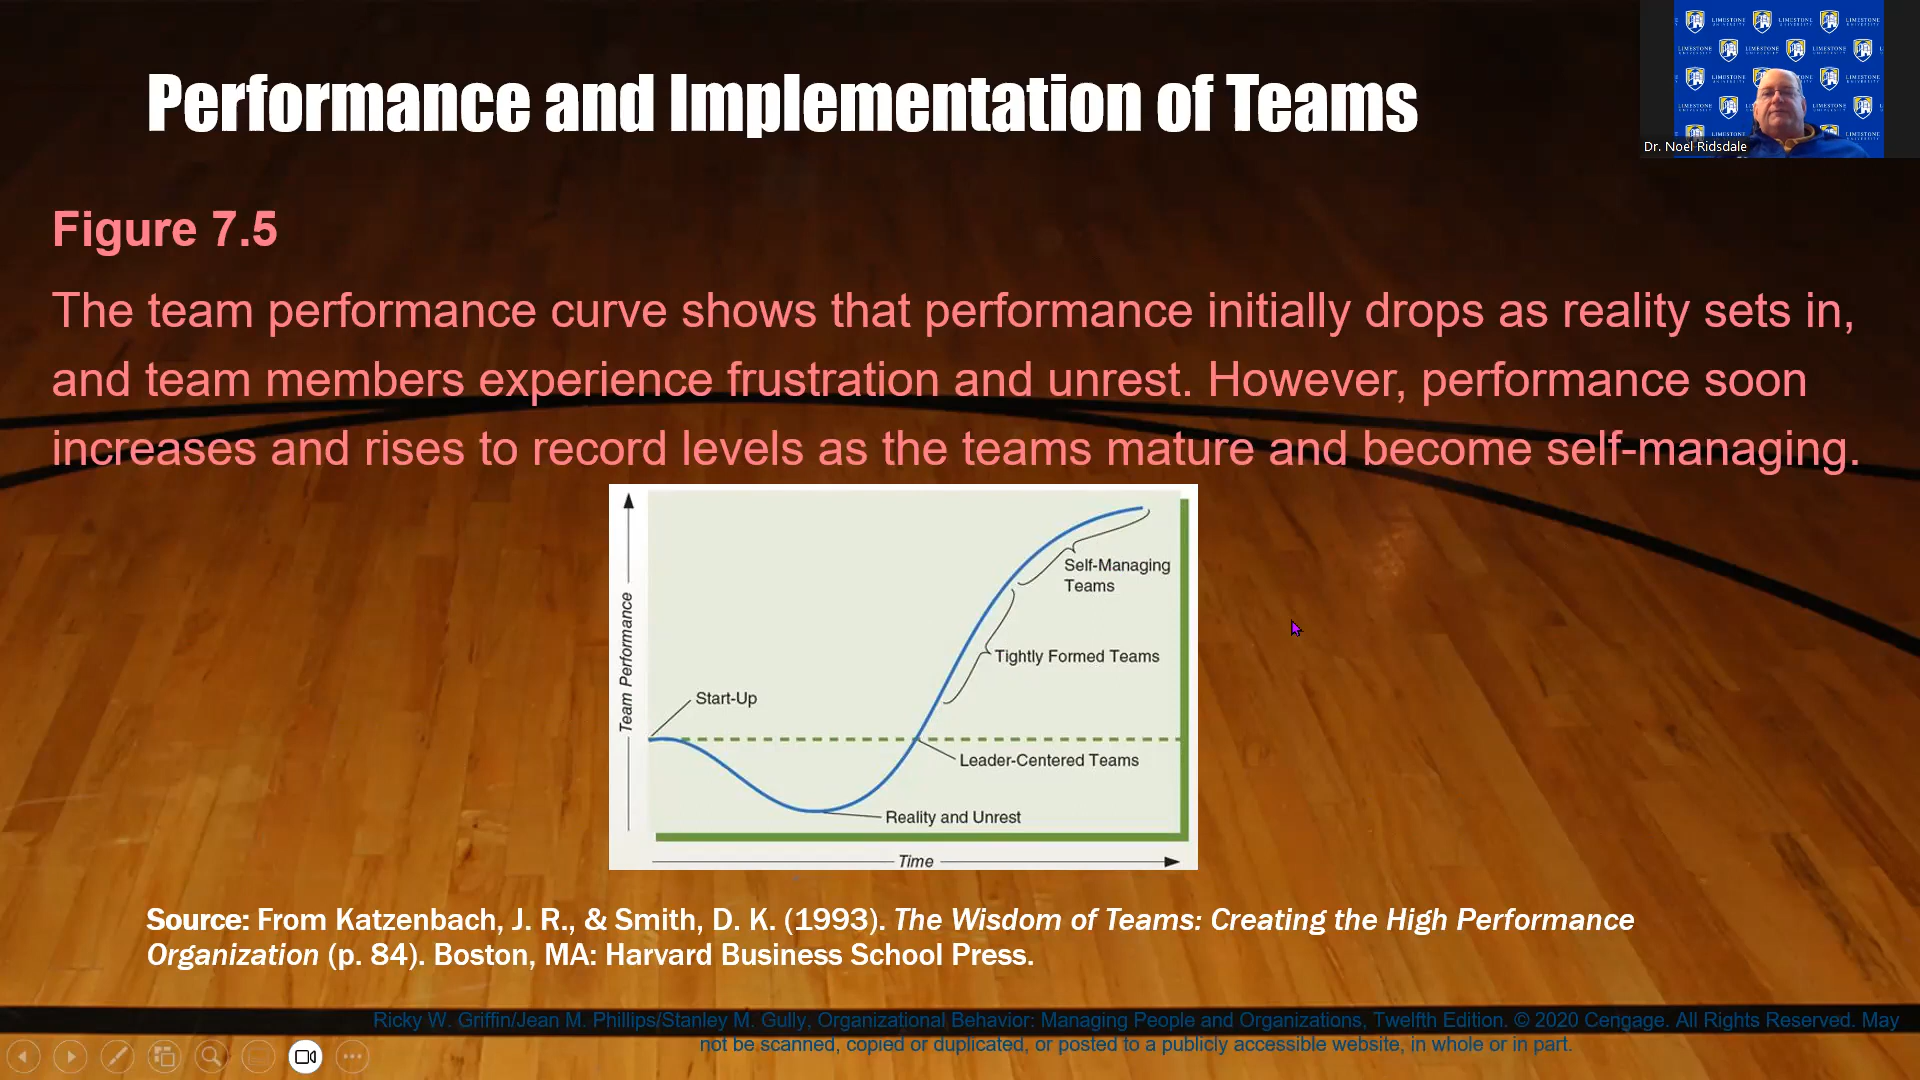 Performance and Implementation of Teams
LIMESTONE
UNIVERSITY
Dr. Noel Ridsdale
Figure 7.5
The team performance curve shows that performance initially drops as reality sets in,
and team members experience frustration and unrest. However, performance soon
increases and rises to record levels as the teams mature and become self-managing.
Team Performance
Self-Managing
Teams
Tightly Formed Teams
Start-Up
Leader-Centered Teams
Reality and Unrest
Time
Source: From Katzenbach, J. R., & Smith, D. K. (1993). The Wisdom of Teams: Creating the High Performance
Organization (p. 84). Boston, MA: Harvard Business School Press.
Ricky W. Griffin/Jean M. Phillips/Stanley M. Gully, Organizational Behavior: Managing People and Organizations, Twelfth Edition. © 2020 Cengage. All Rights Reserved. May
not be scanned, copied or duplicated, or posted to a publicly accessible website, in whole or in part.